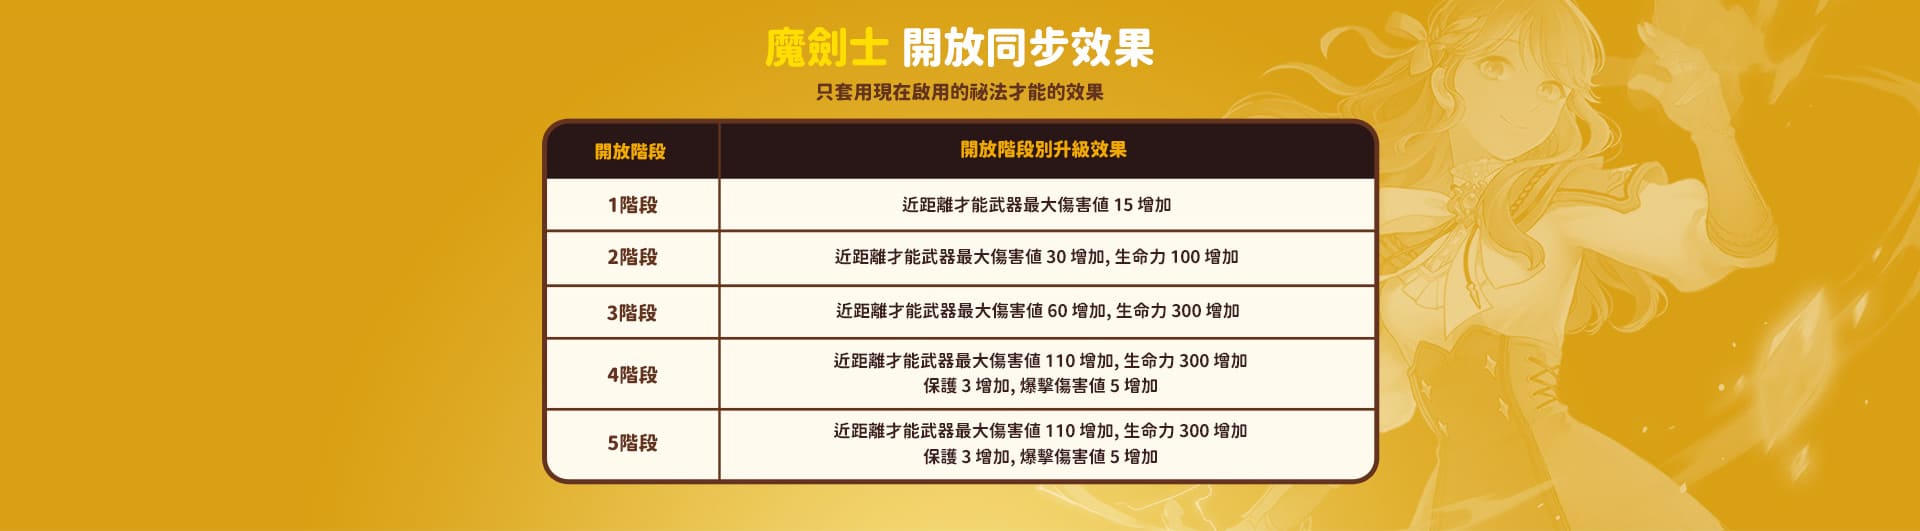 魔劍士 開放同步效果
只套用現在啟用的祕法才能的效果
開放階段
開放階段別升級效果
1階段
近距離才能武器最大傷害值 15 增加
2階段
近距離才能武器最大傷害值 30 增加, 生命力 100 增加
3階段
近距離才能武器最大傷害值 60 增加, 生命力 300 增加
4階段
近距離才能武器最大傷害值 110 增加, 生命力 300 增加
保護 3 增加, 爆擊傷害值 5 增加
5階段
近距離才能武器最大傷害值 110 增加, 生命力 300 增加
保護 3 增加, 爆擊傷害值 5 增加